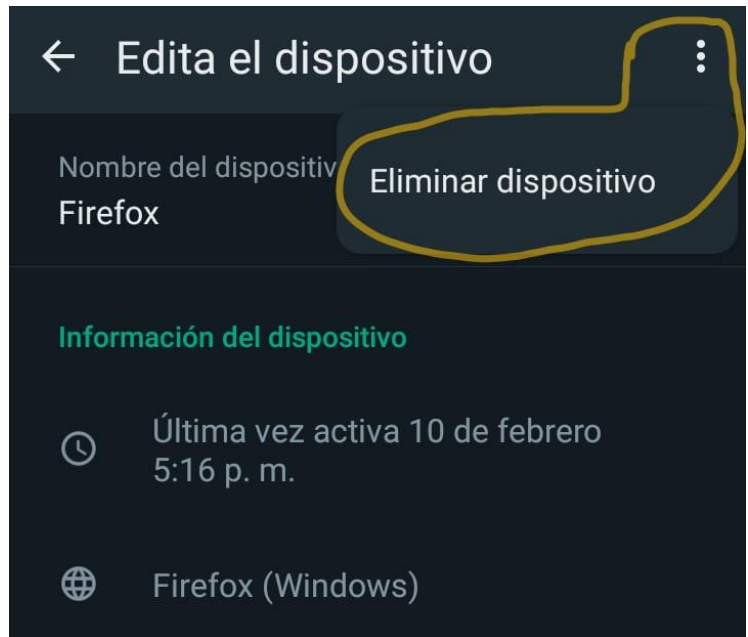 Edita el dispositivo
Eliminar dispositivo
Nombre del dispositiv
Firefox
Información del dispositivo
Última vez activa 10 de febrero
5:16 p. m.
Firefox (Windows)